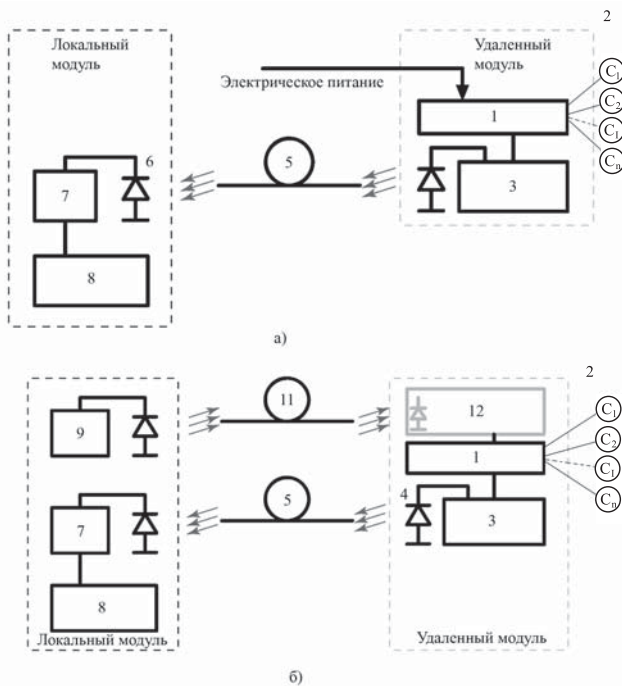 2
Локальный
модуль
Удаленный
модуль
Электрическое питание
C1
C2
C1
Cn
1
6
5
7
3
8
а)
2
11
12
9
C1
C2
C1
Cn
1
5
4
7
3
8
Локальный модуль
Удаленный модуль
б)